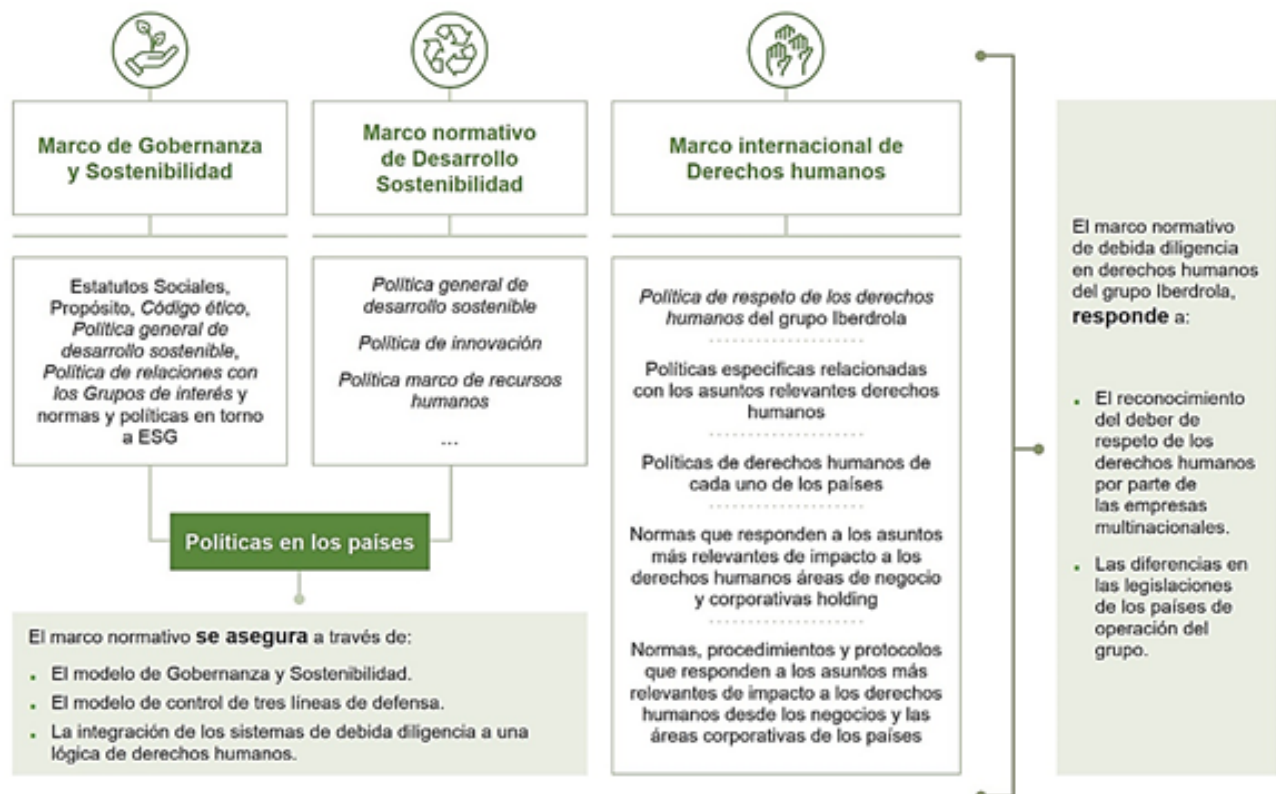 Marco de Gobernanza
y Sostenibilidad
Estatutos Sociales,
Propósito, Código ético,
Política general de
desarrollo sostenible,
Política de relaciones con
los Grupos de interés y
normas y políticas en torno
a ESG
Marco normativo
de Desarrollo
Sostenibilidad
Política general de
desarrollo sostenible
Política de innovación
Política marco de recursos
humanos
...
Políticas en los países
El marco normativo se asegura a través de:
El modelo de Gobernanza y Sostenibilidad.
El modelo de control de tres líneas de defensa.
La integración de los sistemas de debida diligencia a una
lógica de derechos humanos.
Marco internacional de
Derechos humanos
Política de respeto de los derechos
humanos del grupo Iberdrola
Políticas especificas relacionadas
con los asuntos relevantes derechos
humanos
Políticas de derechos humanos de
cada uno de los países
Normas que responden a los asuntos
más relevantes de impacto a los
derechos humanos áreas de negocio
y corporativas holding
Normas, procedimientos y protocolos
que responden a los asuntos más
relevantes de impacto a los derechos
humanos desde los negocios y las
áreas corporativas de los países
El marco normativo
de debida diligencia
en derechos humanos
del grupo Iberdrola,
responde a:
El reconocimiento
del deber de
respeto de los
derechos humanos
por parte de
las empresas
multinacionales.
Las diferencias en
las legislaciones
de los países de
operación del
grupo.